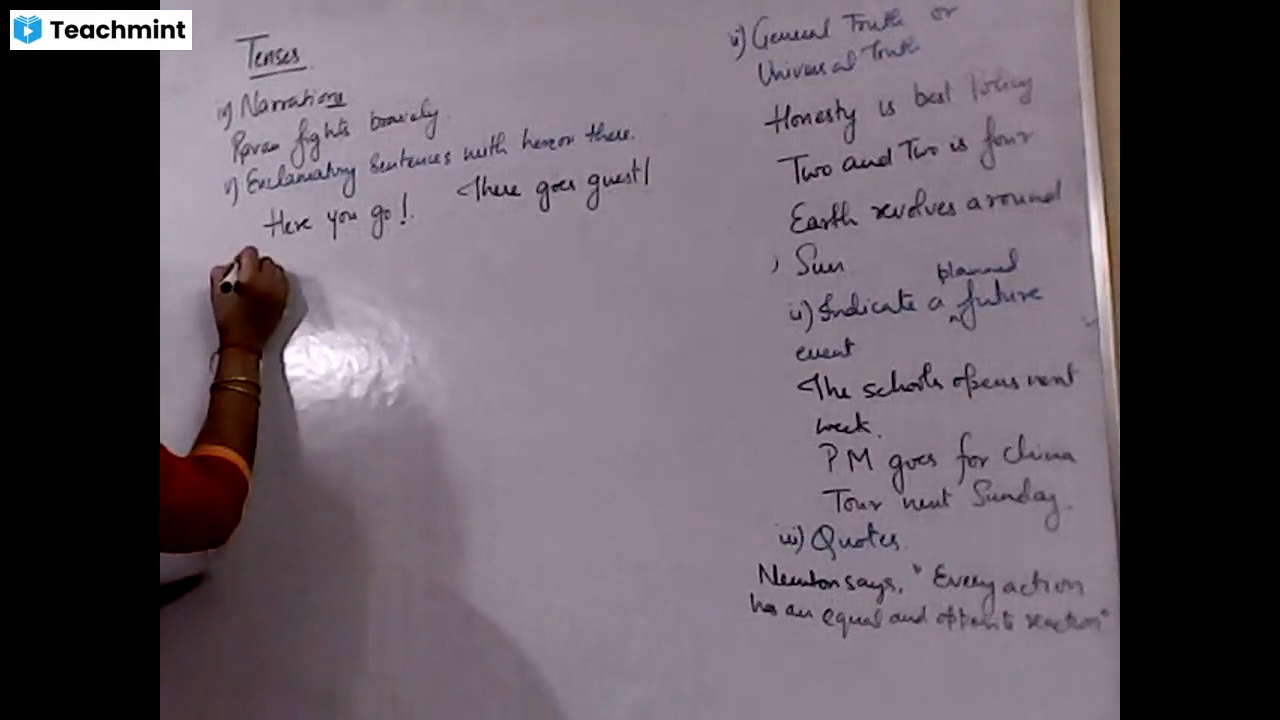 Teachmint
Tenses
iv) Narrations
Ravan fights bravely.
v) Exclamatory Sentences with here or there.
Here you go!. There goes guest!
ii) General Truth or
Universal Truth
Honesty is best Policy
Two and Two is four
Earth revolves around
Sun.
planned
ii) Indicate a ^ future
event
The schools opens next
week.
PM goes for China
Tour next Sunday.
iii) Quotes.
Newton says, "Every action
has an equal and opposite reaction"